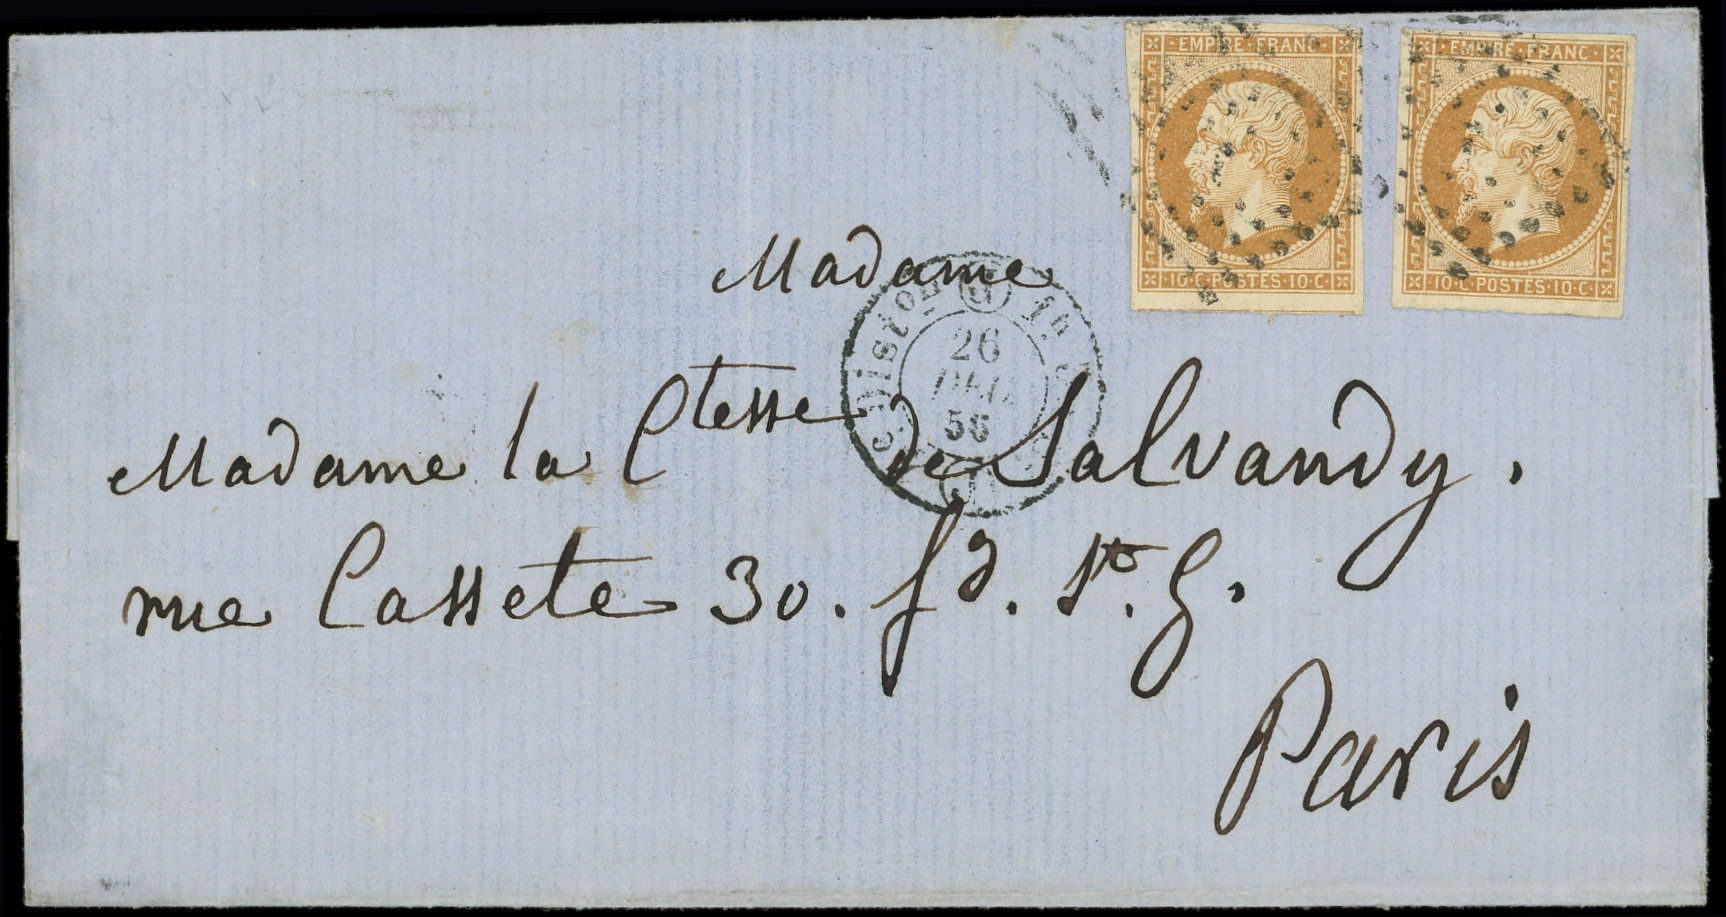 EMPIRE · FRANC ·
10 · C · POSTES · 10 · C ·
EMPIRE · FRANC ·
10 · C · POSTES · 10 · C ·
Madame
26
56
Madame la Ctesse de Salvandy.
rue Cassete 30. fg. St. G.
Paris